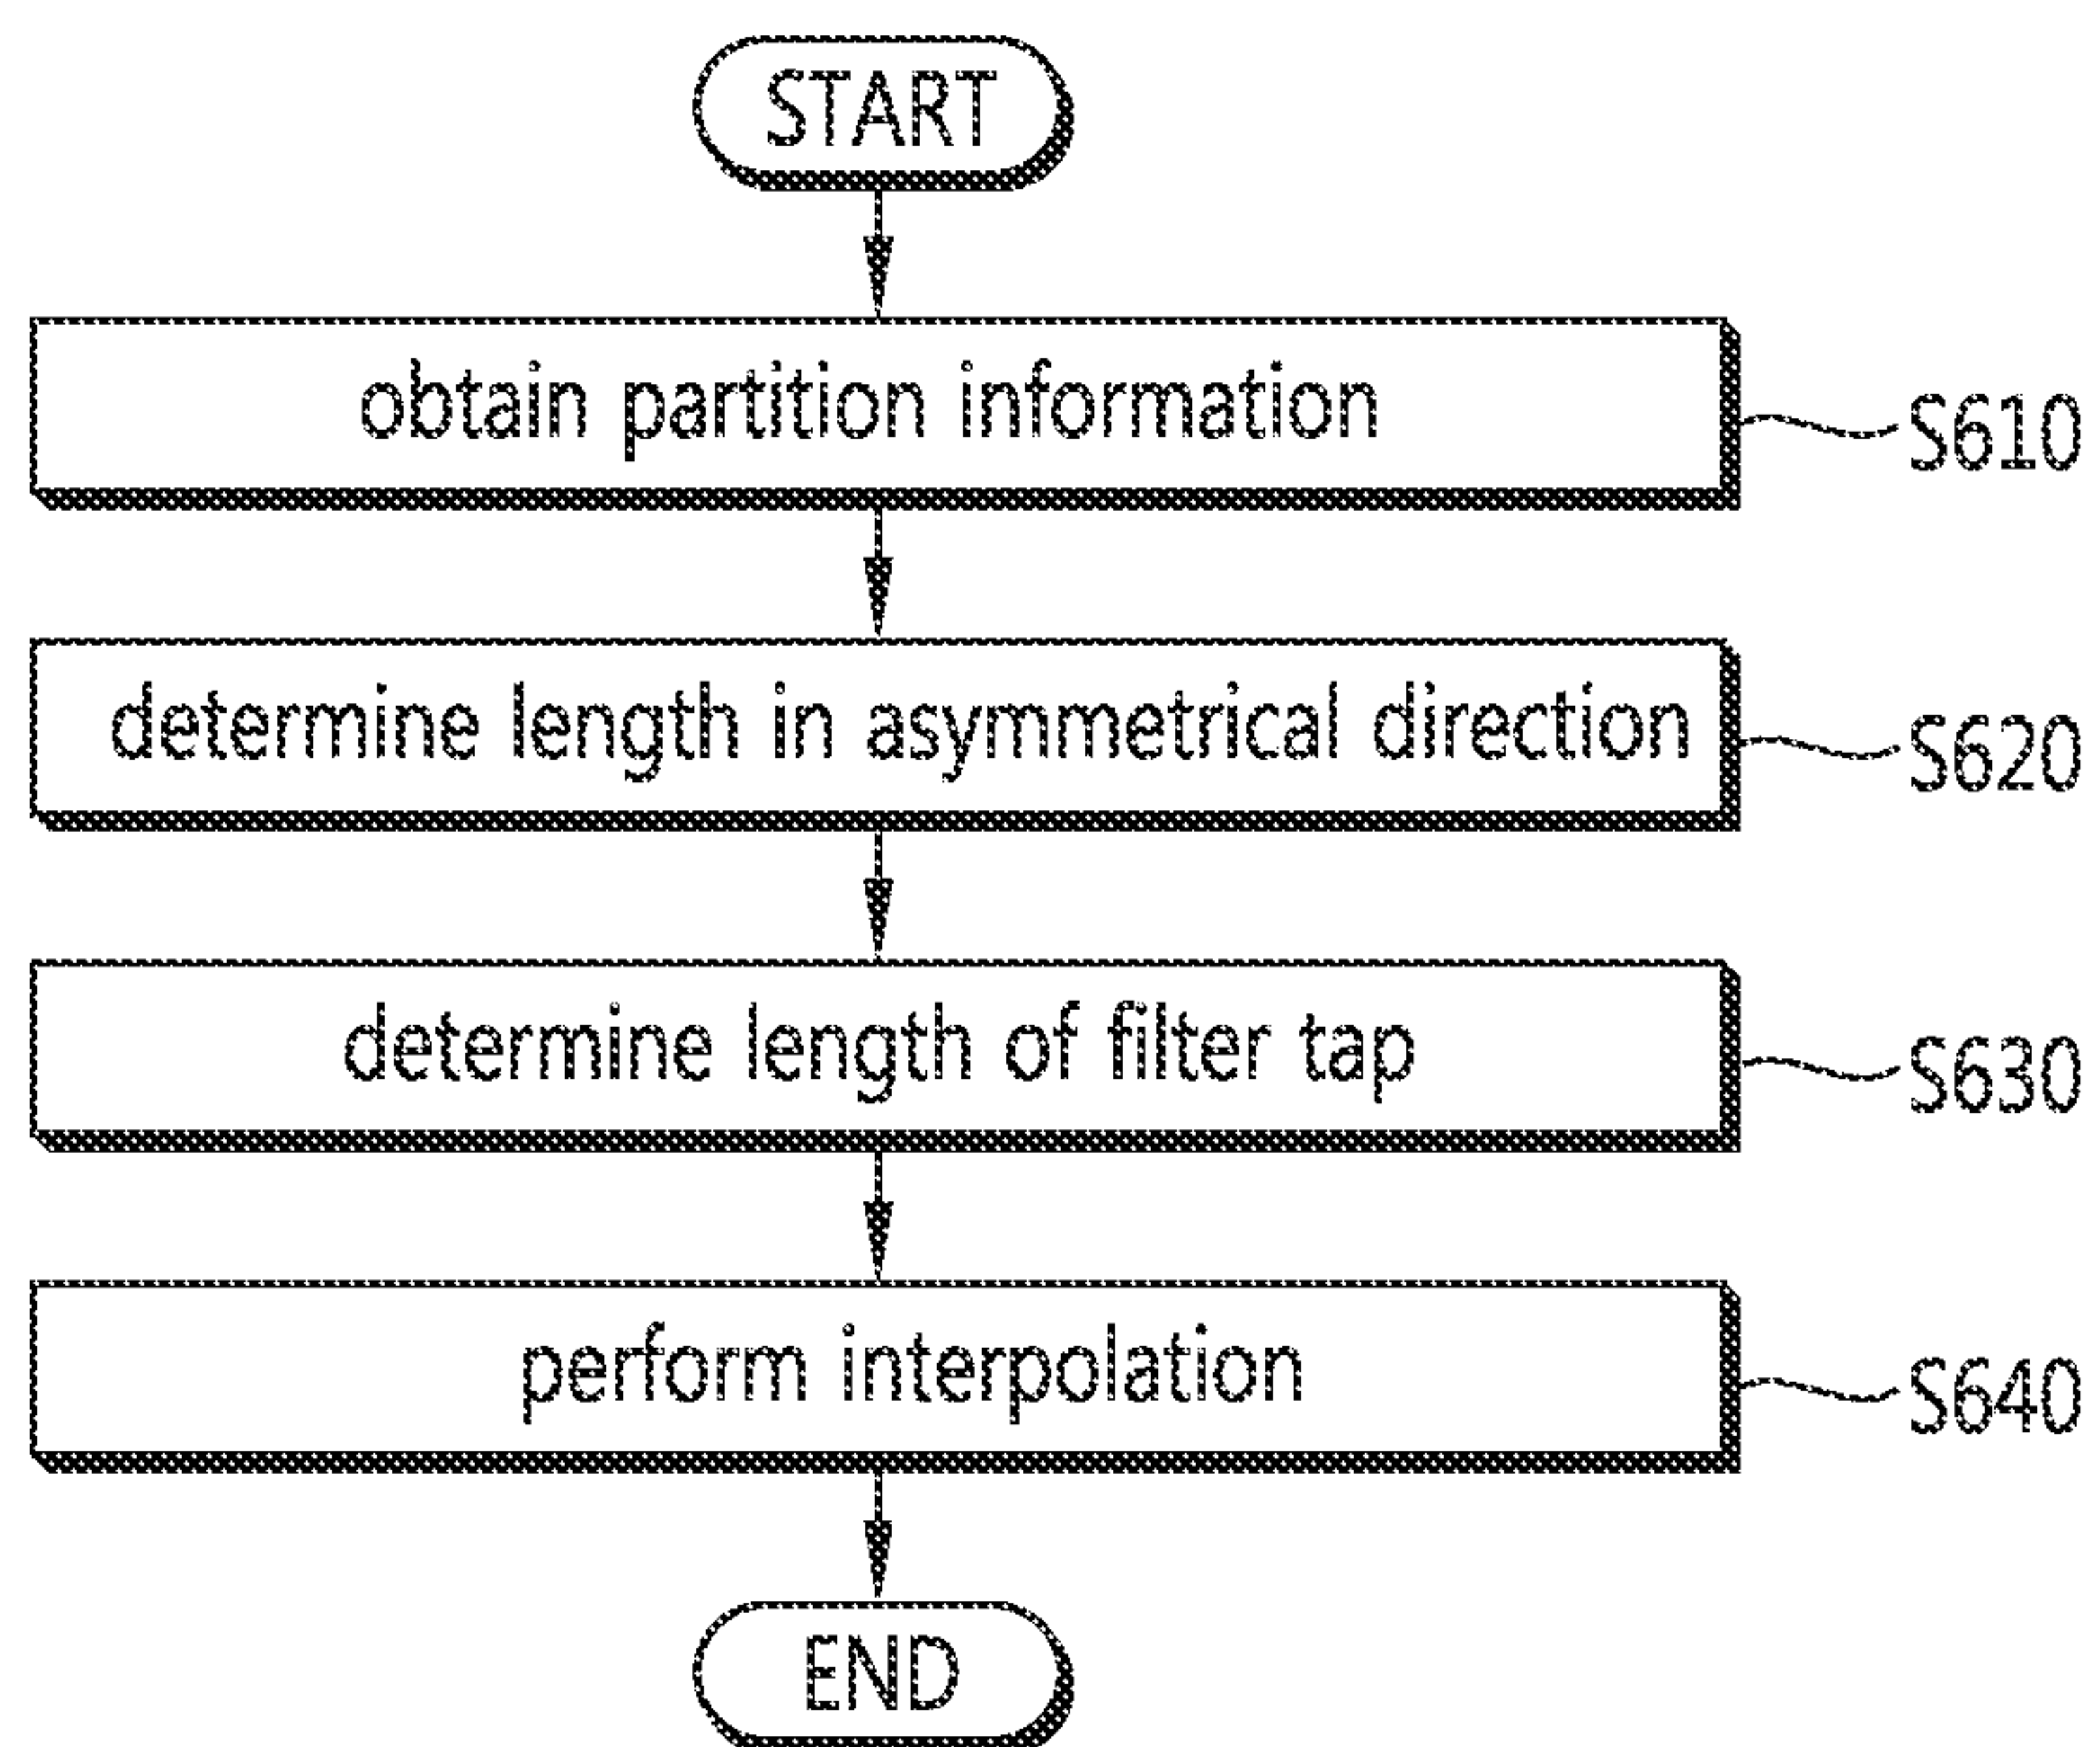 START
obtain partition information
S610
determine length in asymmetrical direction
S620
determine length of filter tap
S630
perform interpolation
S640
END